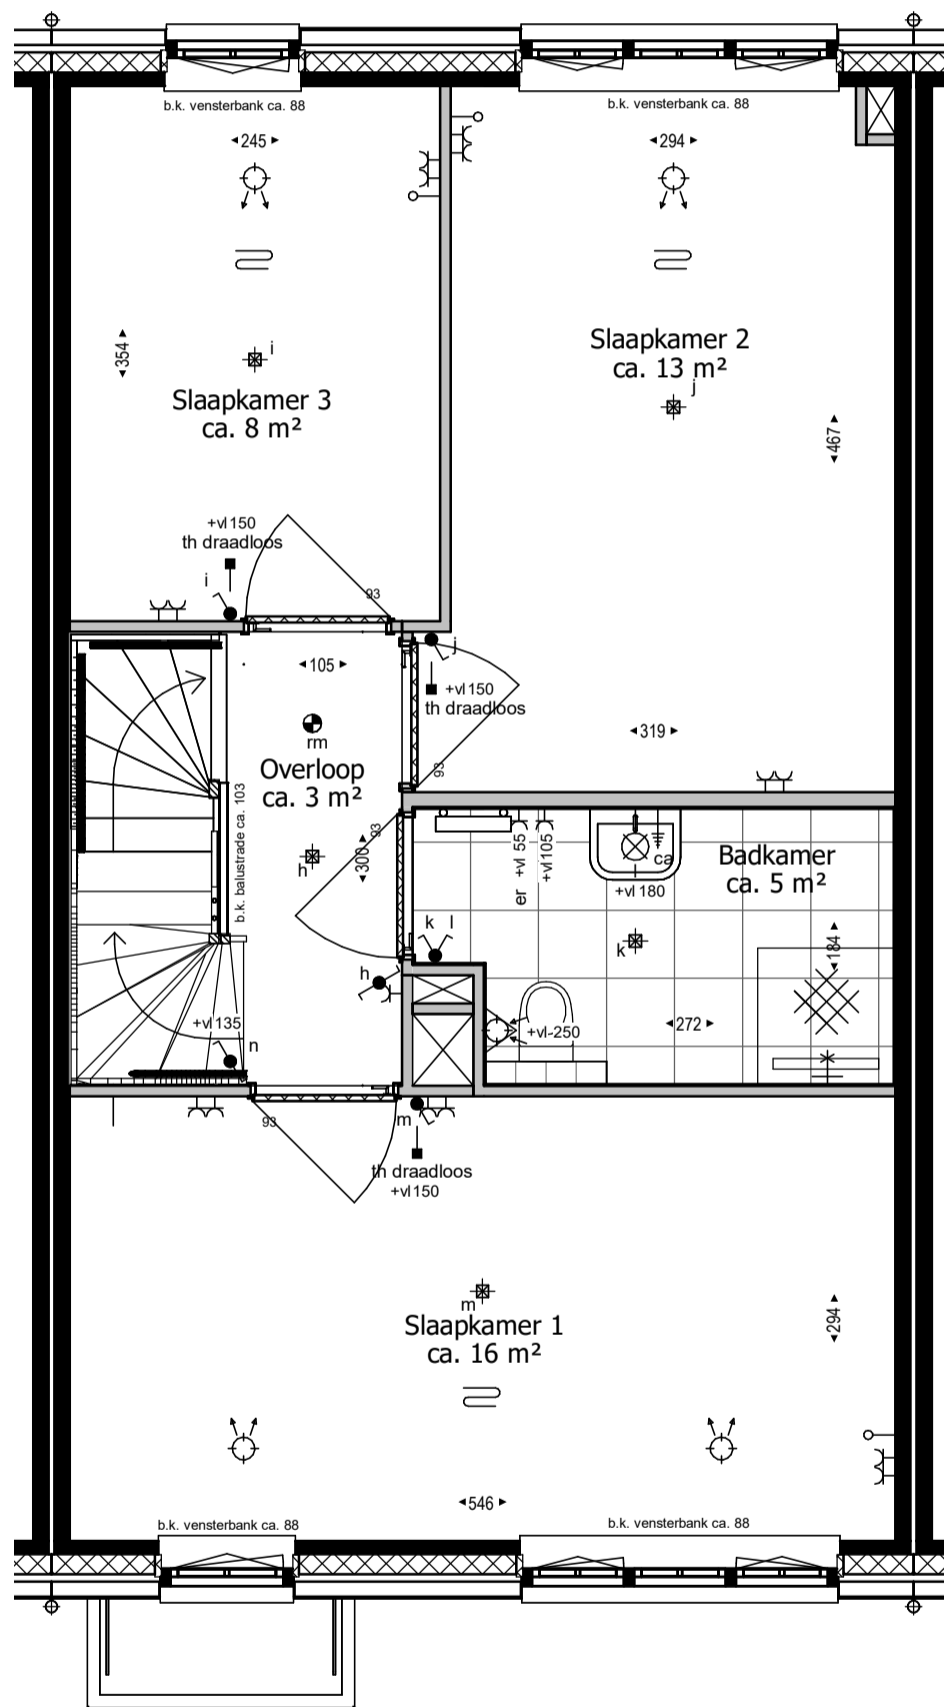 b.k. vensterbank ca. 88
b.k. vensterbank ca. 88
245
294
354
i
Slaapkamer 3
ca. 8 m²
Slaapkamer 2
ca. 13 m²
j
467
+vl 150
th draadloos
i
93
105
j
+vl 150
th draadloos
93
319
rm
Overloop
ca. 3 m²
h
b.k. balustrade ca. 103
300
93
er +vl 55
+vl 105
ca
l
+vl 180
Badkamer
ca. 5 m²
k l
k
184
h
272
+vl-250
+vl 135
n
93
m
th draadloos
+vl 150
m
Slaapkamer 1
ca. 16 m²
294
546
b.k. vensterbank ca. 88
b.k. vensterbank ca. 88